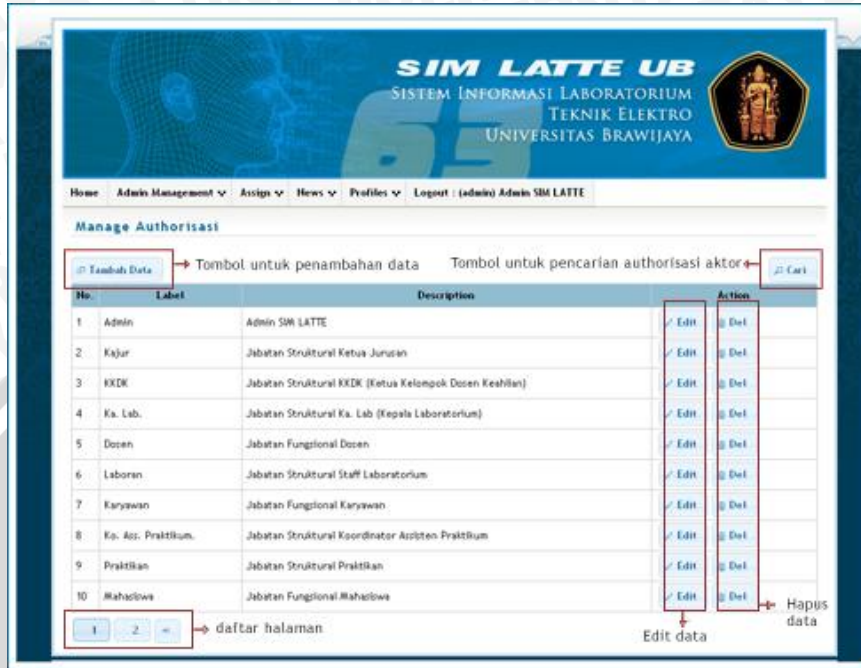 SIM LATTE UB
SISTEM INFORMASI LABORATORIUM
TEKNIK ELEKTRO
UNIVERSITAS BRAWIJAYA
63
Home Admin Management Assign News Profiles Logout : (admin) Admin SIM LATTE
Manage Authorisasi
Tambah Data Tombol untuk penambahan data Tombol untuk pencarian authorisasi aktor Cari
No. Label Description Action
1 Admin Admin SIM LATTE Edit Del
2 Kajur Jabatan Struktural Ketua Jurusan Edit Del
3 KKDK Jabatan Struktural KKDK (Ketua Kelompok Dosen Keahlian) Edit Del
4 Ka. Lab. Jabatan Struktural Ka. Lab (Kepala Laboratorium) Edit Del
5 Dosen Jabatan Fungsional Dosen Edit Del
6 Laboran Jabatan Struktural Staff Laboratorium Edit Del
7 Karyawan Jabatan Fungsional Karyawan Edit Del
8 Ko. Ass. Praktikum. Jabatan Struktural Koordinator Assisten Praktikum Edit Del
9 Praktikan Jabatan Struktural Praktikan Edit Del
10 Mahasiswa Jabatan Fungsional Mahasiswa Edit Del
1 2 « daftar halaman
Edit data
Hapus
data